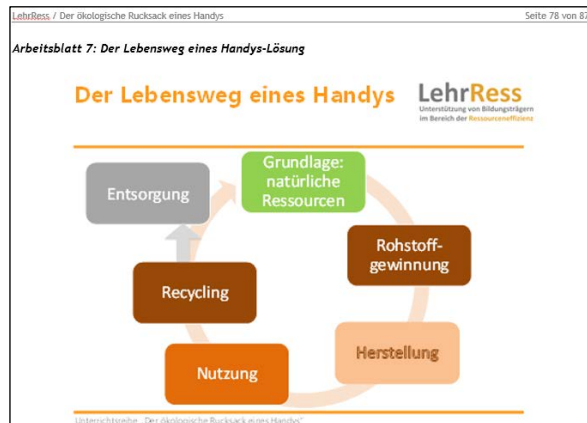 LehrRess / Der ökologische Rucksack eines Handys Seite 78 von 87
Arbeitsblatt 7: Der Lebensweg eines Handys-Lösung
Der Lebensweg eines Handys
LehrRess
Unterstützung von Bildungsträgern
im Bereich der Ressourceneffizienz
Grundlage:
natürliche
Ressourcen
Entsorgung
Rohstoff-
gewinnung
Recycling
Herstellung
Nutzung
Unterrichtsreihe „Der ökologische Rucksack eines Handys"